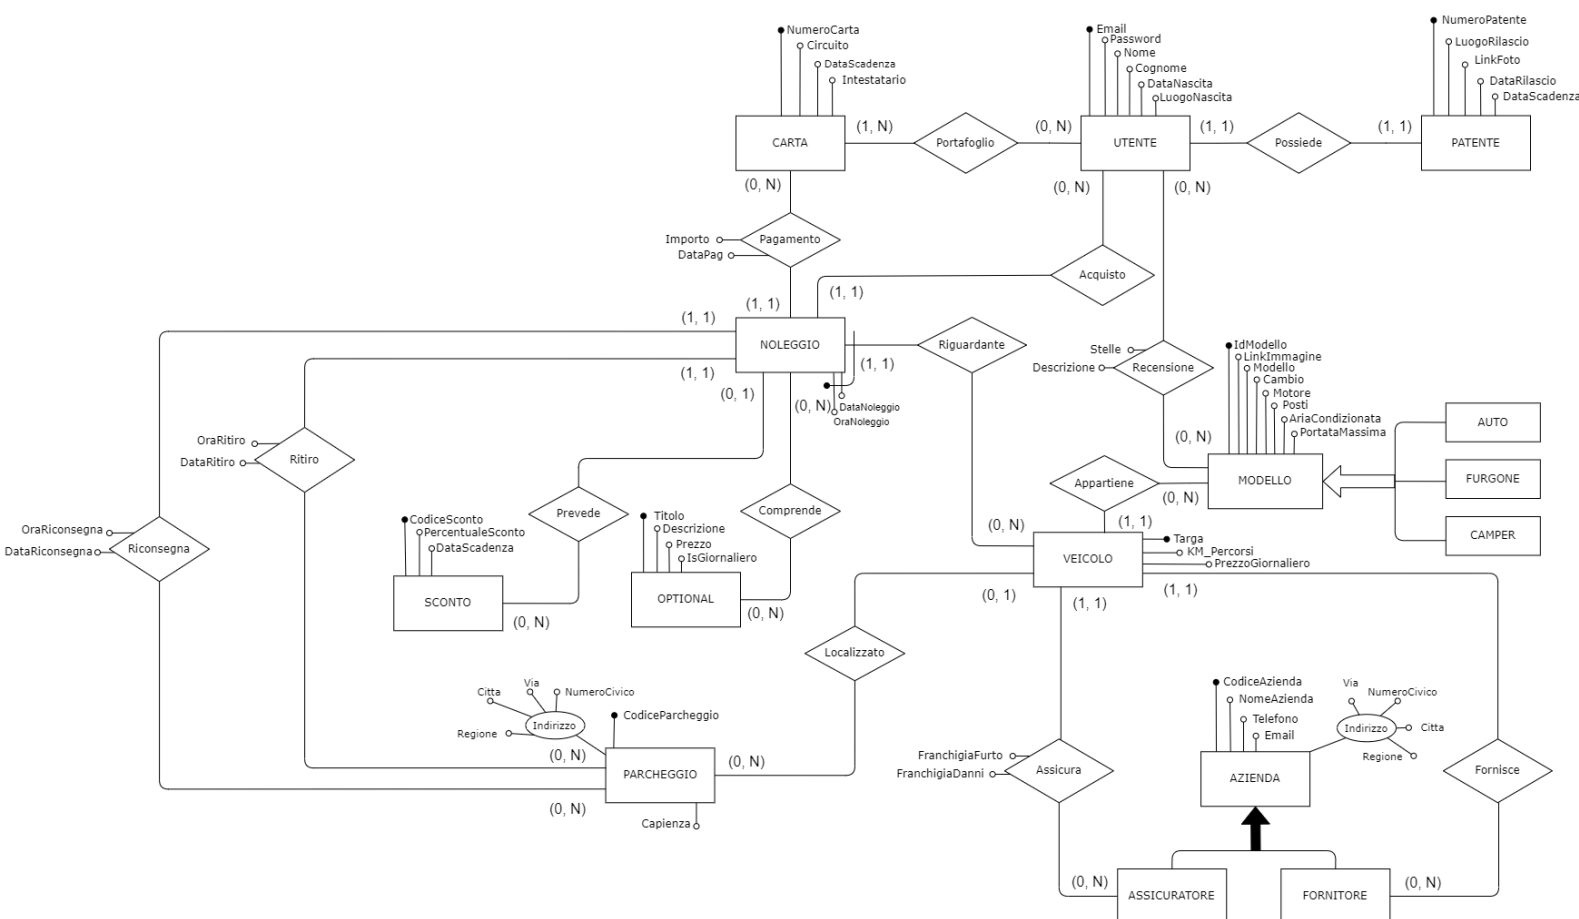 NumeroPatente
NumeroCarta
Email
Circuito
Password
LuogoRilascio
Nome
LinkFoto
DataScadenza
Cognome
Intestatario
DataNascita
DataRilascio
LuogoNascita
DataScadenza
CARTA
(1, N)
Portafoglio
(0, N)
UTENTE
(1, 1)
Possiede
(1, 1)
PATENTE
(0, N)
(0, N)
(0, N)
Importo
Pagamento
DataPag
Acquisto
(1, 1)
(1, 1)
(1, 1)
NOLEGGIO
Riguardante
Stelle
IdModello
LinkImmagine
Descrizione
Recensione
Modello
(1, 1)
(1, 1)
Cambio
(0, 1)
Motore
(0, N)
DataNoleggio
Posti
OraNoleggio
AriaCondizionata
AUTO
PortataMassima
(0, N)
OraRitiro
DataRitiro
Ritiro
Appartiene
MODELLO
FURGONE
(0, N)
CodiceSconto
Prevede
Titolo
Comprende
PercentualeSconto
Descrizione
(0, N)
(1, 1)
OraRiconsegna
DataScadenza
Prezzo
Targa
CAMPER
DataRiconsegna
Riconsegna
IsGiornaliero
VEICOLO
KM_Percorsi
PrezzoGiornaliero
SCONTO
OPTIONAL
(0, 1)
(1, 1)
(1, 1)
(0, N)
(0, N)
Localizzato
Via
Citta
NumeroCivico
CodiceAzienda
Via
NumeroCivico
NomeAzienda
Indirizzo
CodiceParcheggio
Telefono
Indirizzo
Citta
Regione
Email
(0, N)
(0, N)
FranchigiaFurto
Regione
PARCHEGGIO
FranchigiaDanni
Assicura
AZIENDA
Fornisce
(0, N)
Capienza
(0, N)
ASSICURATORE
FORNITORE
(0, N)